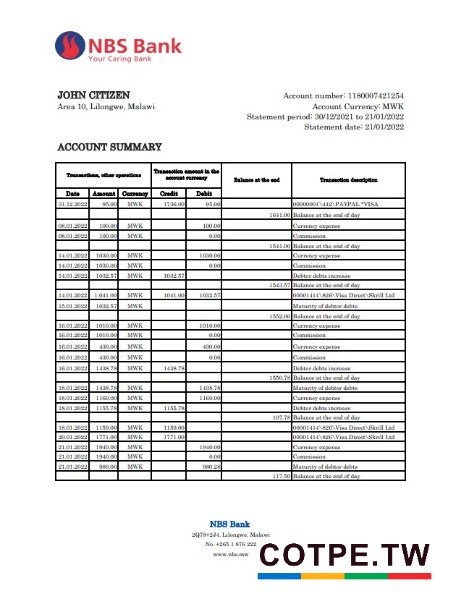 NBS Bank
Your Caring Bank
JOHN CITIZEN
Area 10, Lilongwe, Malawi
Account number: 1180007421254
Account Currency: MWK
Statement period: 30/12/2021 to 21/01/2022
Statement date: 21/01/2022
ACCOUNT SUMMARY
Transactions, other operations Transaction amount in the account currency Balance at the end Transaction description
Date Amount Currency Credit Debit
31.12.2022 95.00 MWK 1736.00 95.00 00000401\442\PAYPAL *VISA
1641.00 Balance at the end of day
08.01.2022 100.00 MWK 100.00 Currency expense
08.01.2022 100.00 MWK 0.00 Commission
1541.00 Balance at the end of day
14.01.2022 1030.00 MWK 1030.00 Currency expense
14.01.2022 1030.00 MWK 0.00 Commission
14.01.2022 1032.57 MWK 1032.57 Debtor debts increase
1543.57 Balance at the end of day
14.01.2022 1 041.00 MWK 1041.00 1032.57 00001414\826\Visa Direct\Skrill Ltd
15.01.2022 1032.57 MWK Maturity of debtor debts
1552.00 Balance at the end of day
16.01.2022 1010.00 MWK 1010.00 Currency expense
16.01.2022 1010.00 MWK 0.00 Commission
16.01.2022 430.00 MWK 430.00 Currency expense
16.01.2022 430.00 MWK 0.00 Commission
16.01.2022 1438.78 MWK 1438.78 Debtor debts increase
1550.78 Balance at the end of day
18.01.2022 1438.78 MWK 1438.78 Maturity of debtor debts
18.01.2022 1160.00 MWK 1160.00 Currency expense
18.01.2022 1155.78 MWK 1155.78 Debtor debts increase
107.78 Balance at the end of day
18.01.2022 1159.00 MWK 1159.00 00001414\826\Visa Direct\Skrill Ltd
20.01.2022 1771.00 MWK 1771.00 00001414\826\Visa Direct\Skrill Ltd
21.01.2022 1940.00 MWK 1940.00 Currency expense
21.01.2022 1940.00 MWK 0.00 Commission
21.01.2022 980.00 MWK 980.28 Maturity of debtor debts
117.50 Balance at the end of day
NBS Bank
2Q78+2J4, Lilongwe, Malawi
No. +265 1 876 222
www.nbs.mw
COTPE.TW